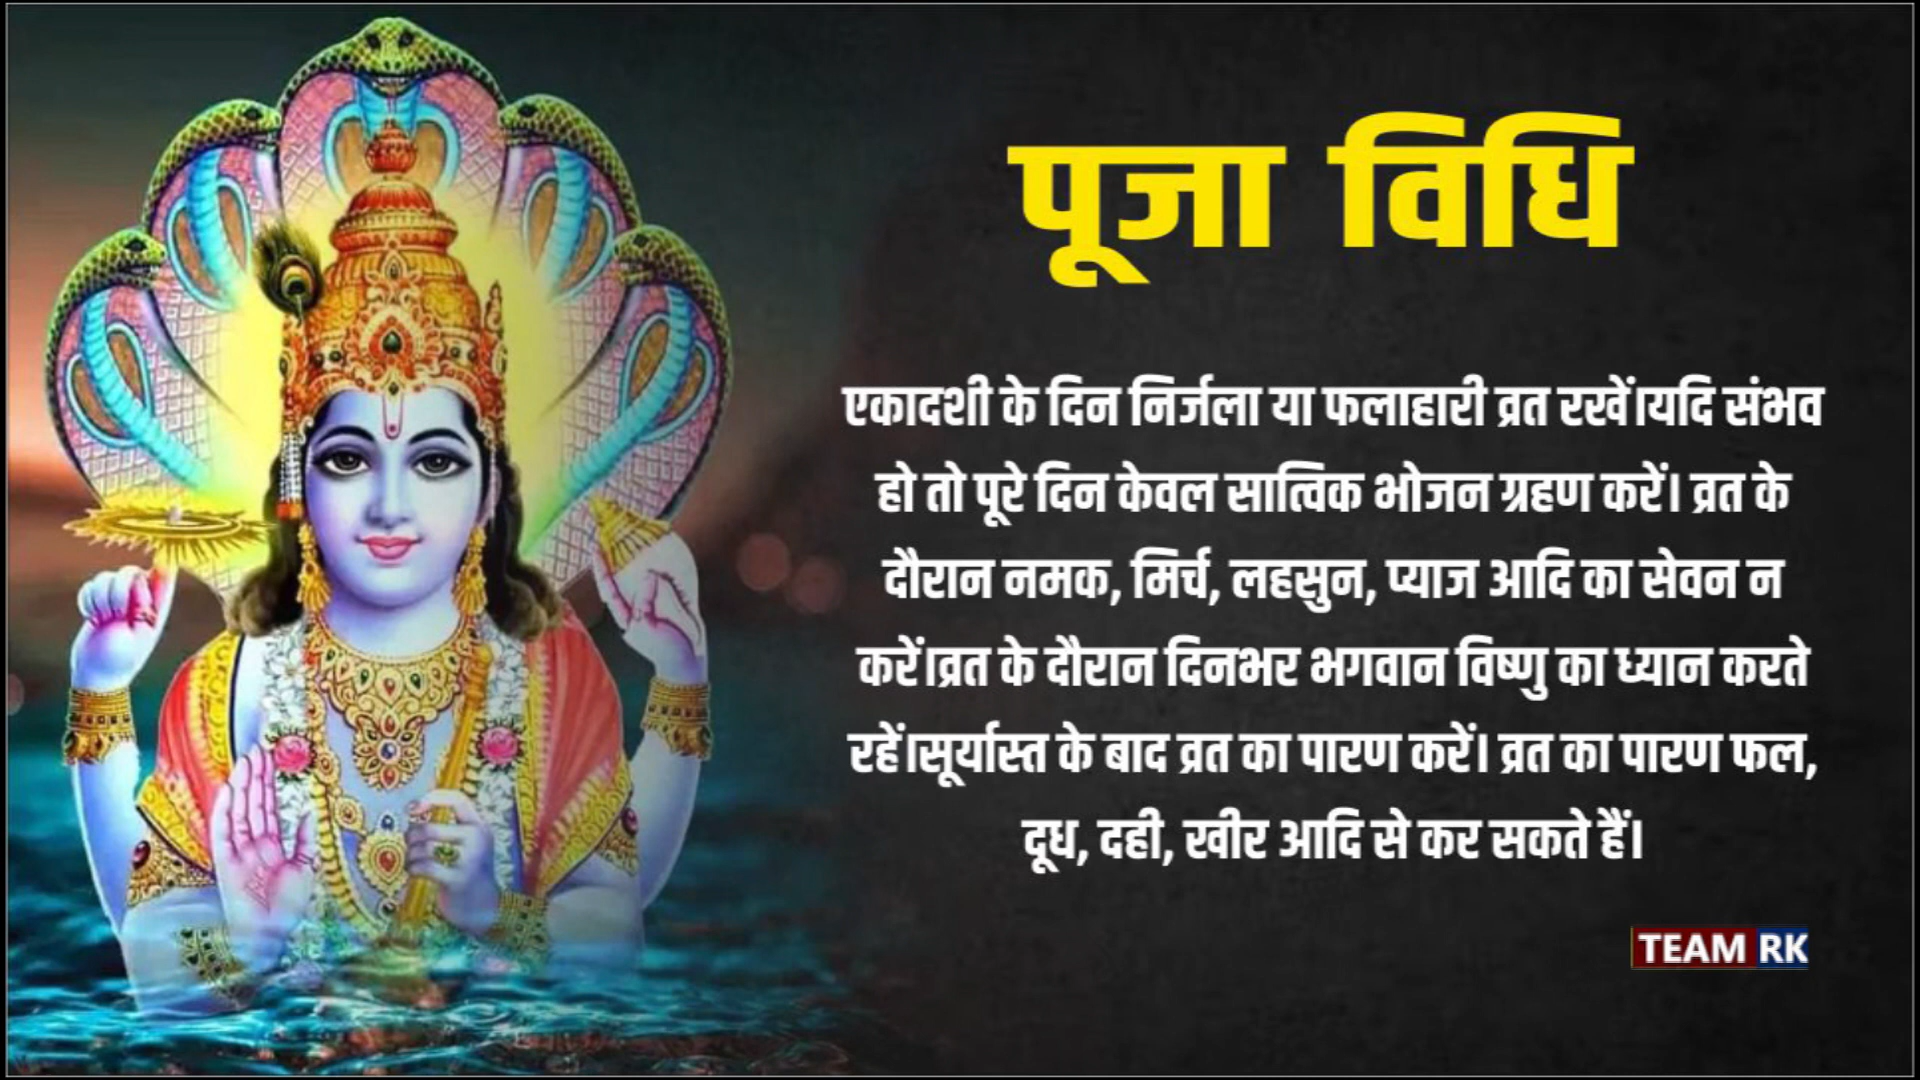 पूजा विधि
एकादशी के दिन निर्जला या फलाहारी व्रत रखें।यदि संभव
हो तो पूरे दिन केवल सात्विक भोजन ग्रहण करें। व्रत के
दौरान नमक, मिर्च, लहसुन, प्याज आदि का सेवन न
करें।व्रत के दौरान दिनभर भगवान विष्णु का ध्यान करते
रहें।सूर्यास्त के बाद व्रत का पारण करें। व्रत का पारण फल,
दूध, दही, खीर आदि से कर सकते हैं।
TEAM RK